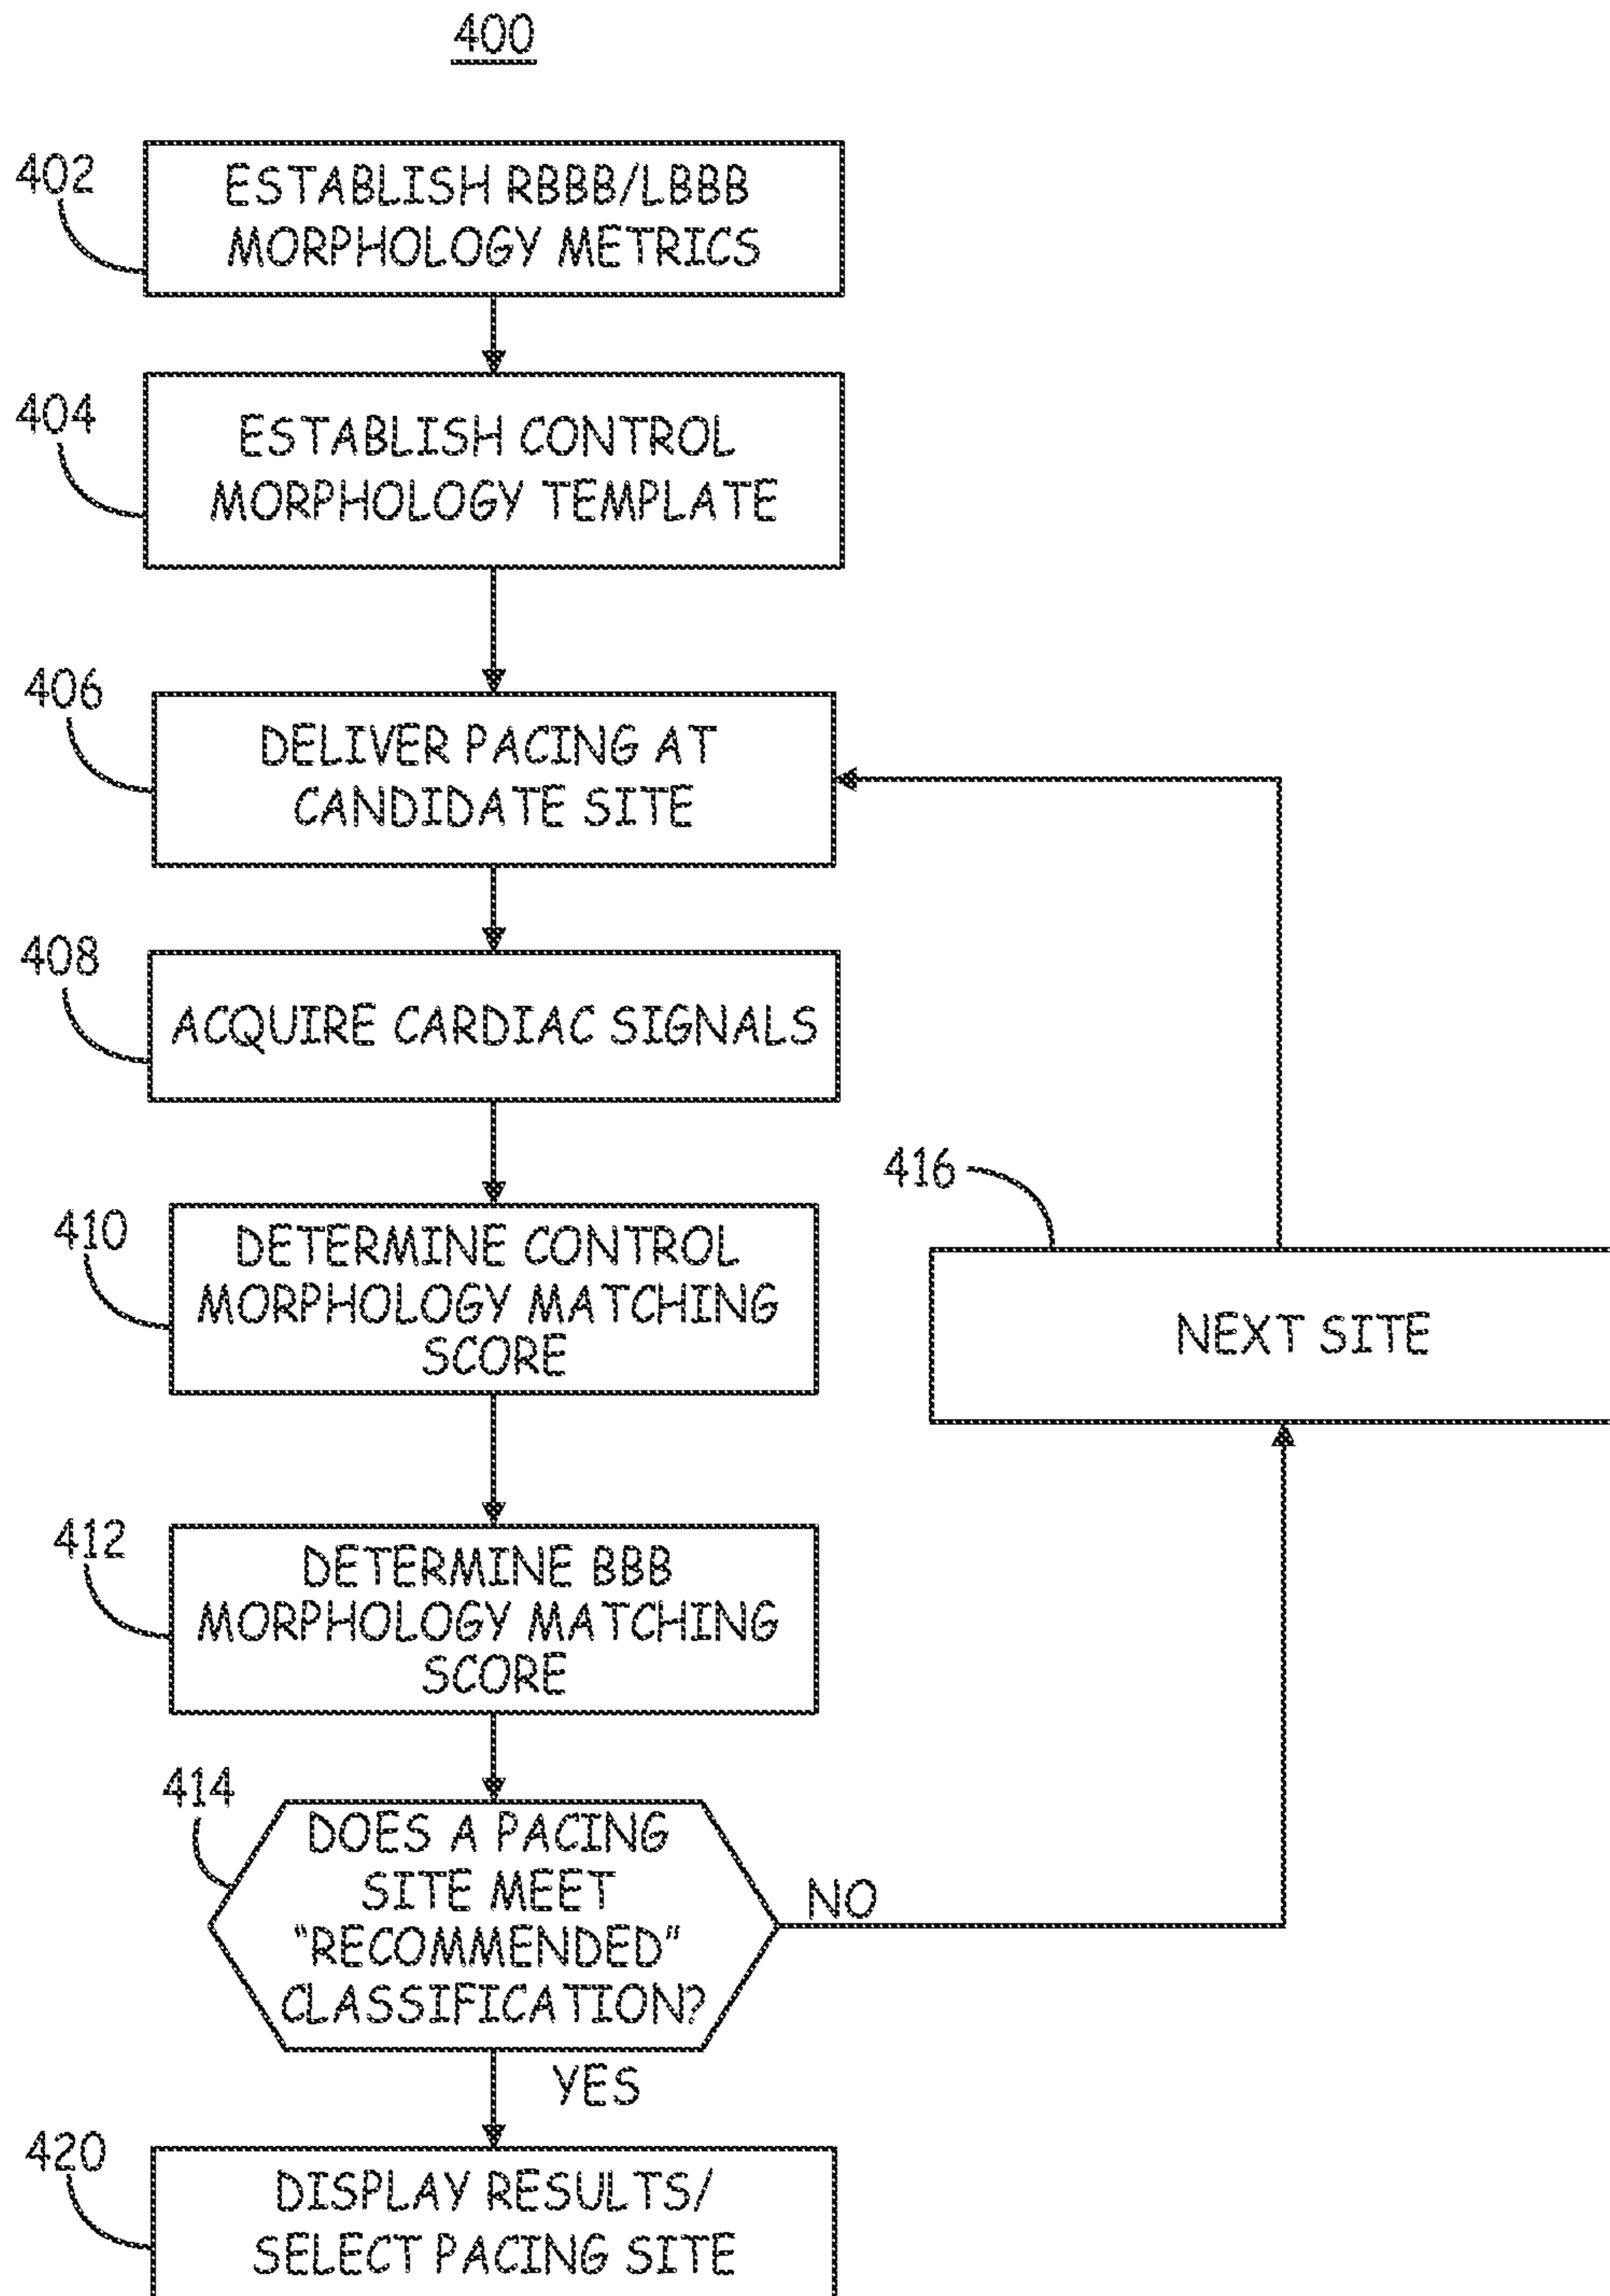 400
402
ESTABLISH RBBB/LBBB
MORPHOLOGY METRICS
404
ESTABLISH CONTROL
MORPHOLOGY TEMPLATE
406
DELIVER PACING AT
CANDIDATE SITE
408
ACQUIRE CARDIAC SIGNALS
410
DETERMINE CONTROL
MORPHOLOGY MATCHING
SCORE
416
NEXT SITE
412
DETERMINE BBB
MORPHOLOGY MATCHING
SCORE
414
DOES A PACING
SITE MEET
“RECOMMENDED”
CLASSIFICATION?
NO
YES
420
DISPLAY RESULTS/
SELECT PACING SITE